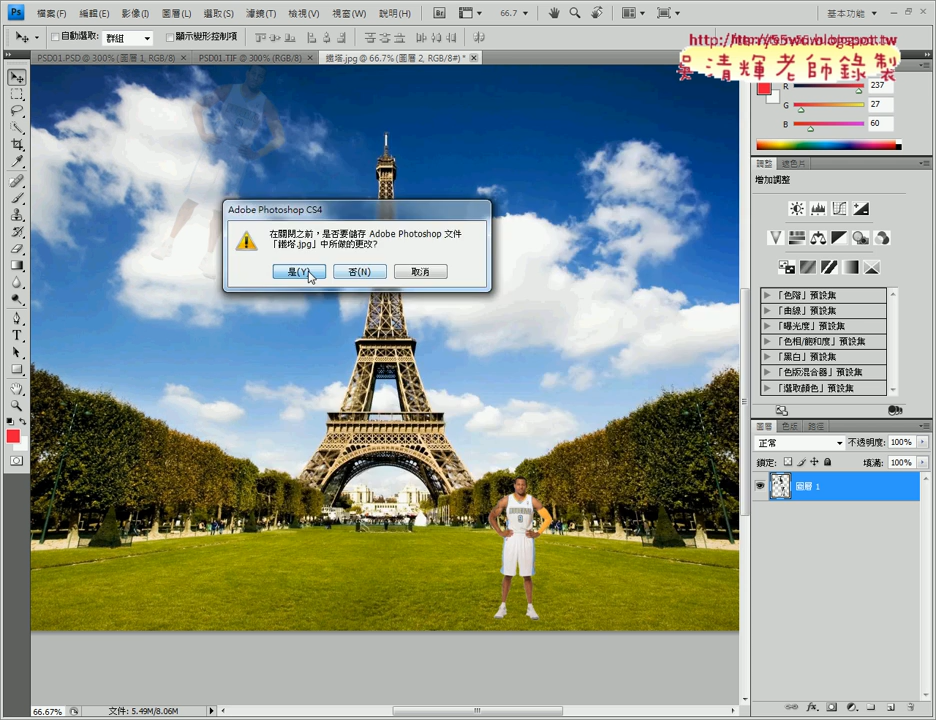 Ps 檔案(F) 編輯(E) 影像(I) 圖層(L) 選取(S) 濾鏡(T) 檢視(V) 視窗(W) 說明(H) Br 66.7 基本功能
自動選取: 群組 顯示變形控制項
http://
.blogspot.tw
吳清輝老師錄製
PSD01.PSD @ 300% (圖層 1, RGB/8) PSD01.TIF @ 300% (圖層 1, RGB/8) 鐵塔.jpg @ 66.7% (圖層 2, RGB/8#) *
R 237
G 27
B 60
調整 遮色片
增加調整
Adobe Photoshop CS4
在關閉之前，是否要儲存 Adobe Photoshop 文件
「鐵塔.jpg」中所做的更改?
是(Y) 否(N) 取消
「色階」預設集
「曲線」預設集
「曝光度」預設集
「色相/飽和度」預設集
「黑白」預設集
「色版混合器」預設集
「選取顏色」預設集
圖層 色版 路徑
正常 不透明度: 100%
鎖定: 填滿: 100%
圖層 1
66.67% 文件: 5.49M/8.06M